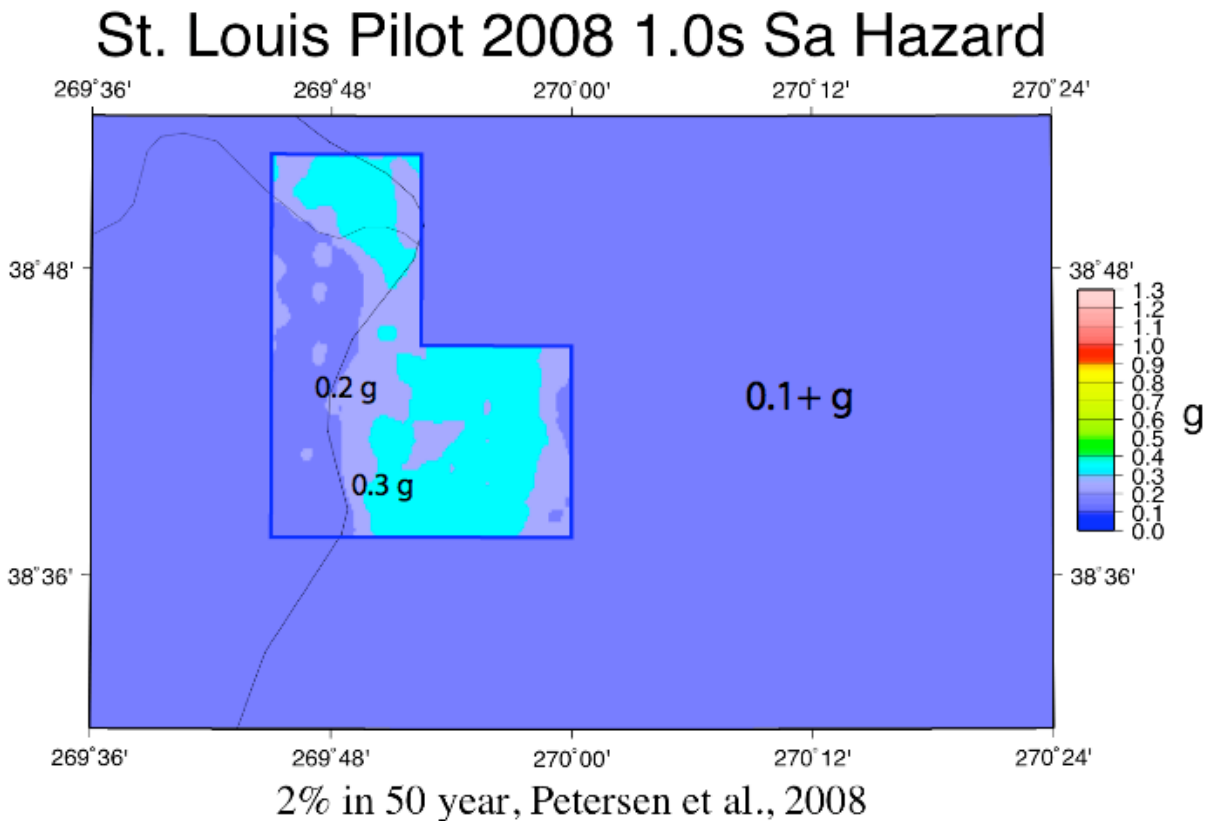 St. Louis Pilot 2008 1.0s Sa Hazard
269°36' 269°48' 270°00' 270°12' 270°24'
38°48' 38°48'
1.3
1.2
1.1
1.0
0.9
0.8
0.7
0.6
0.5
0.4
0.3
0.2
0.1
0.0
g
0.2 g
0.1+ g
0.3 g
38°36' 38°36'
269°36' 269°48' 270°00' 270°12' 270°24'
2% in 50 year, Petersen et al., 2008